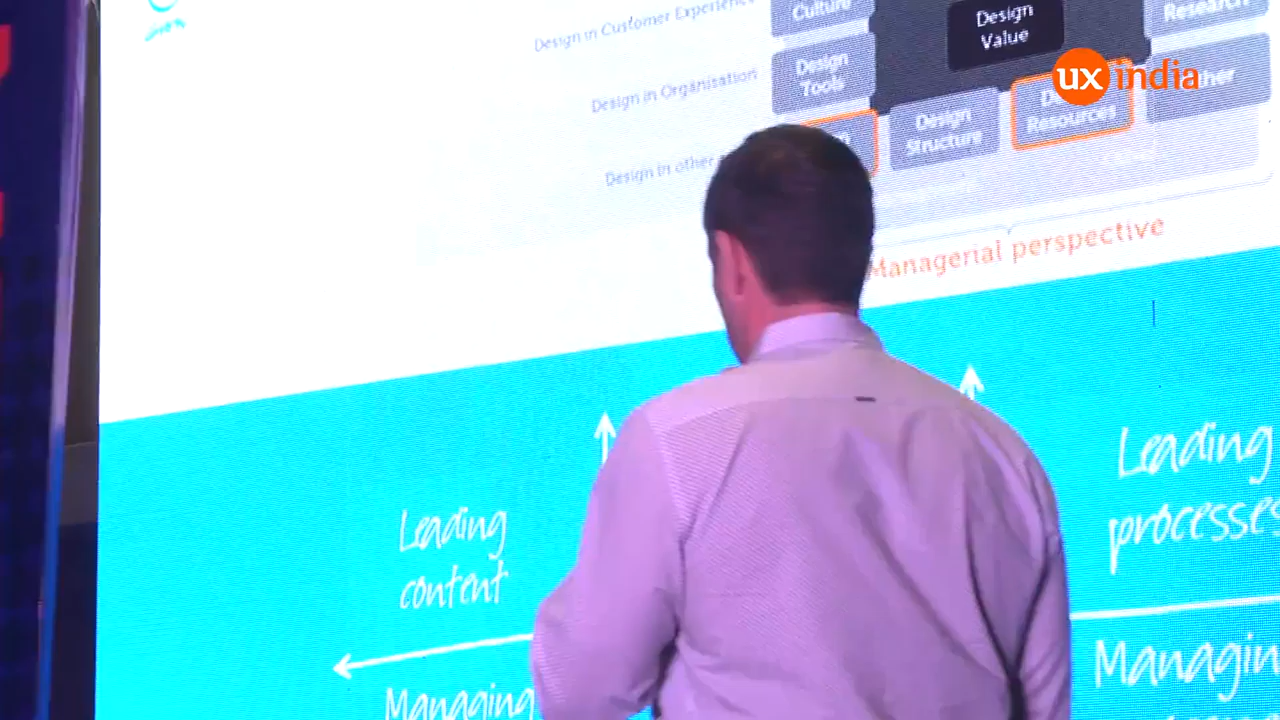 Design in Customer Experience
Culture
Design
Value
Research
Design in Organisation
Design
Tools
ux india
Design in other
Design
Structure
Resources
Managerial perspective
Leading
content
Leading
processes
Managing